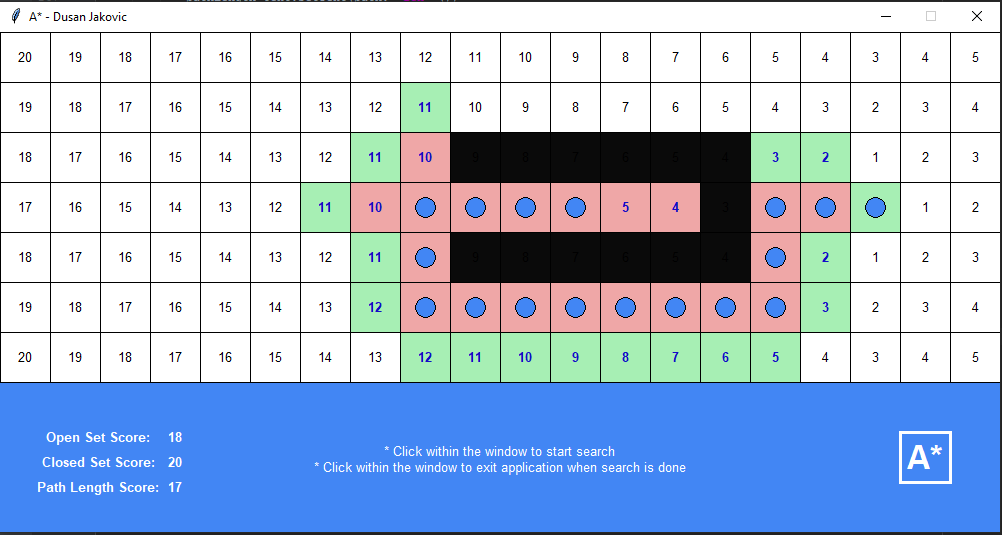 A* - Dusan Jakovic
20 19 18 17 16 15 14 13 12 11 10 9 8 7 6 5 4 3 4 5
19 18 17 16 15 14 13 12 11 10 9 8 7 6 5 4 3 2 3 4
18 17 16 15 14 13 12 11 10 9 8 7 6 5 4 3 2 1 2 3
17 16 15 14 13 12 11 10 5 4 3 1 2
18 17 16 15 14 13 12 11 9 8 7 6 5 4 2 1 2 3
19 18 17 16 15 14 13 12 3 2 3 4
20 19 18 17 16 15 14 13 12 11 10 9 8 7 6 5 4 3 4 5
Open Set Score: 18
Closed Set Score: 20
Path Length Score: 17
* Click within the window to start search
* Click within the window to exit application when search is done
A*